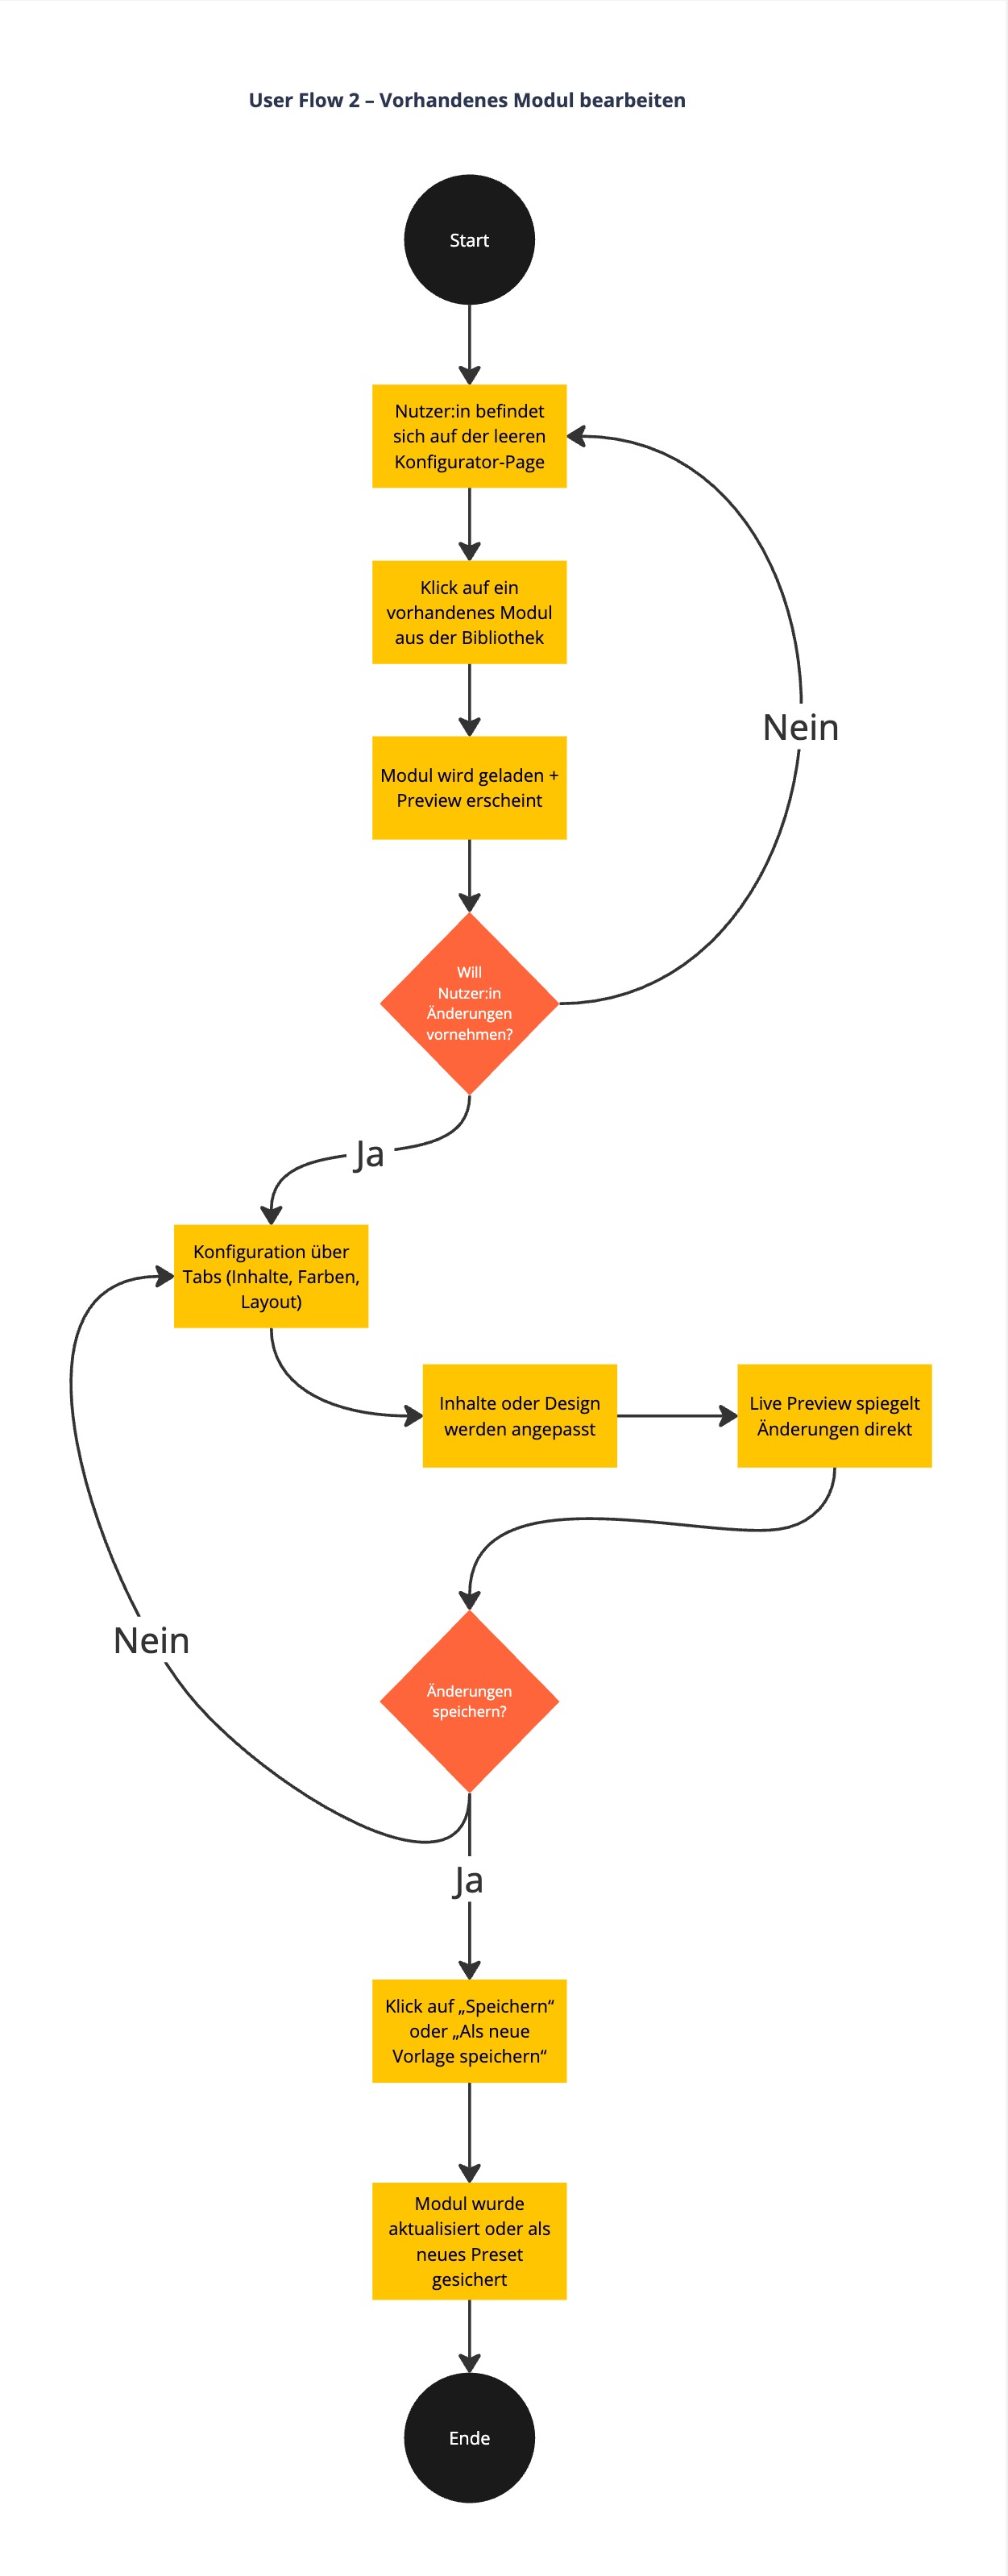 User Flow 2 – Vorhandenes Modul bearbeiten
Start
Nutzer:in befindet
sich auf der leeren
Konfigurator-Page
Klick auf ein
vorhandenes Modul
aus der Bibliothek
Nein
Modul wird geladen +
Preview erscheint
Will
Nutzer:in
Änderungen
vornehmen?
Ja
Konfiguration über
Tabs (Inhalte, Farben,
Layout)
Inhalte oder Design
werden angepasst
Live Preview spiegelt
Änderungen direkt
Nein
Änderungen
speichern?
Ja
Klick auf „Speichern“
oder „Als neue
Vorlage speichern“
Modul wurde
aktualisiert oder als
neues Preset
gesichert
Ende